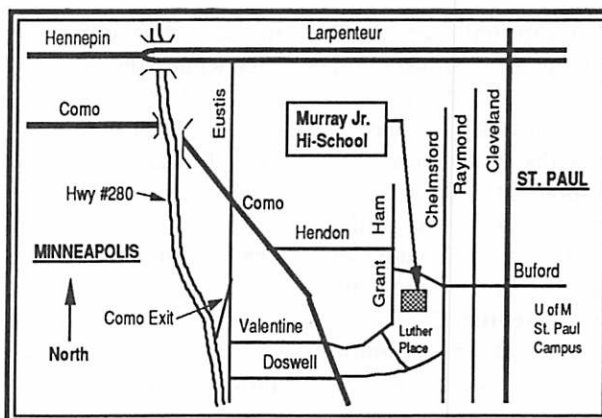 Hennepin
Larpenteur
Como
Eustis
Murray Jr.
Hi-School
Chelmsford
Raymond
Cleveland
ST. PAUL
Hwy #280
Como
Ham
Hendon
Grant
Buford
MINNEAPOLIS
Como Exit
Valentine
Luther
Place
U of M
St. Paul
Campus
North
Doswell